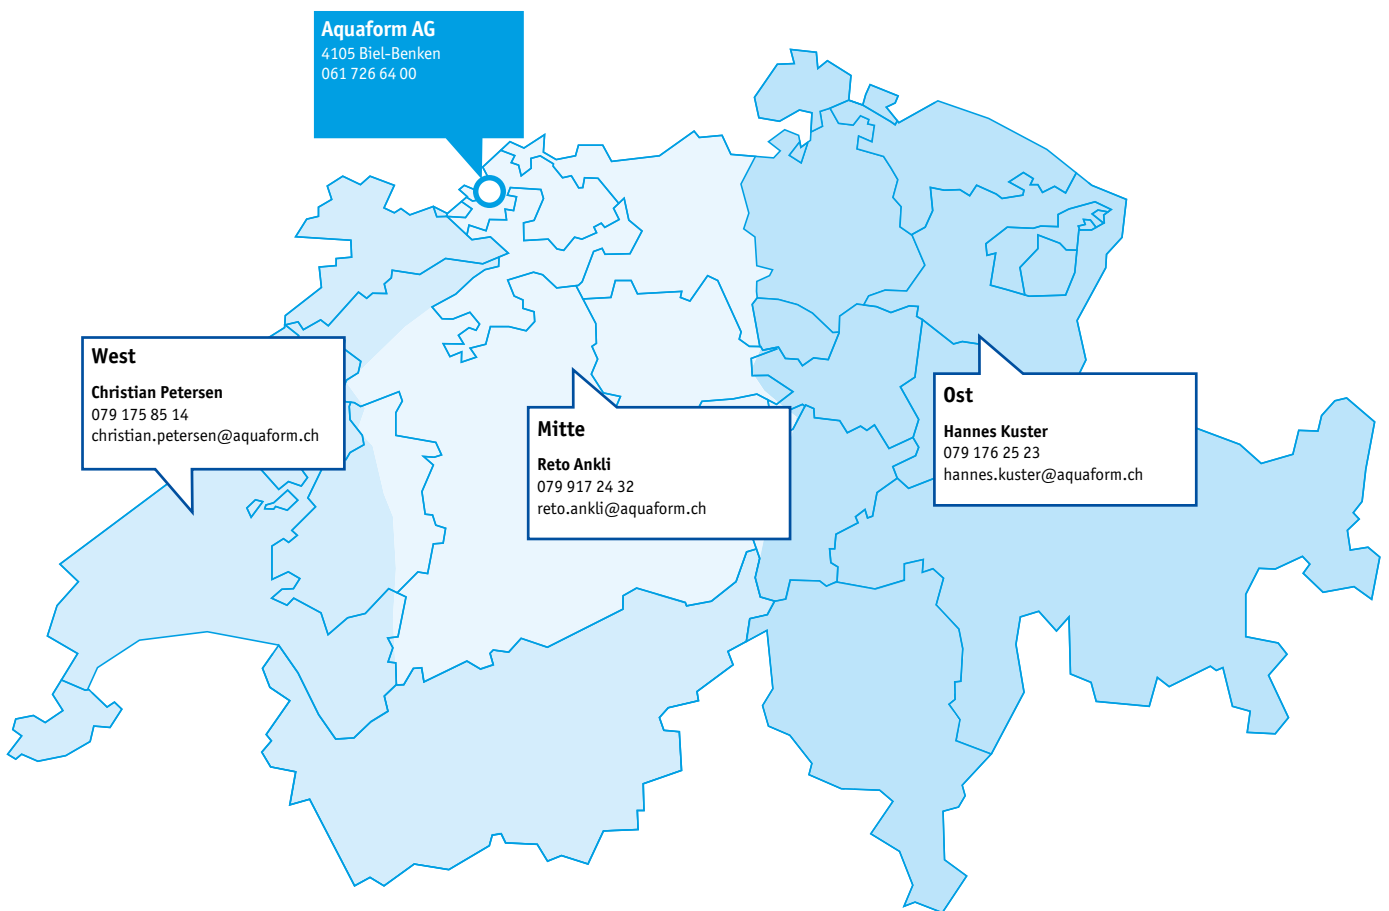 Aquaform AG
4105 Biel-Benken
061 726 64 00
West
Christian Petersen
079 175 85 14
christian.petersen@aquaform.ch
Mitte
Reto Ankli
079 917 24 32
reto.ankli@aquaform.ch
Ost
Hannes Kuster
079 176 25 23
hannes.kuster@aquaform.ch